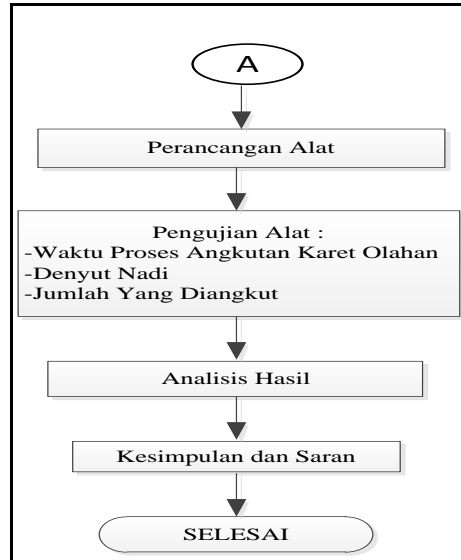 A
Perancangan Alat
Pengujian Alat :
-Waktu Proses Angkutan Karet Olahan
-Denyut Nadi
-Jumlah Yang Diangkut
Analisis Hasil
Kesimpulan dan Saran
SELESAI